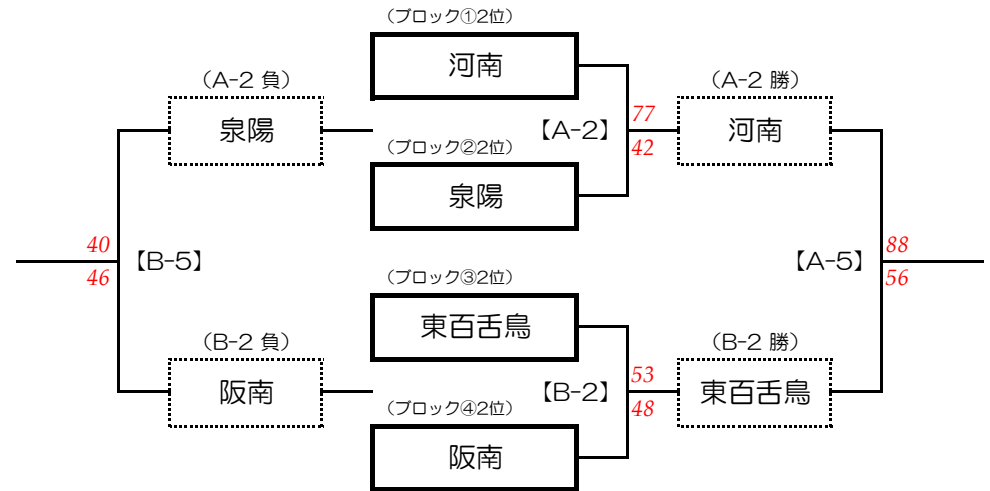 (ブロック①2位)
河南
(A-2 負)
(A-2 勝)
泉陽
【A-2】
77
42
河南
(ブロック②2位)
泉陽
40
46
【B-5】
【A-5】
88
56
(ブロック③2位)
東百舌鳥
(B-2 負)
(B-2 勝)
阪南
【B-2】
53
48
東百舌鳥
(ブロック④2位)
阪南